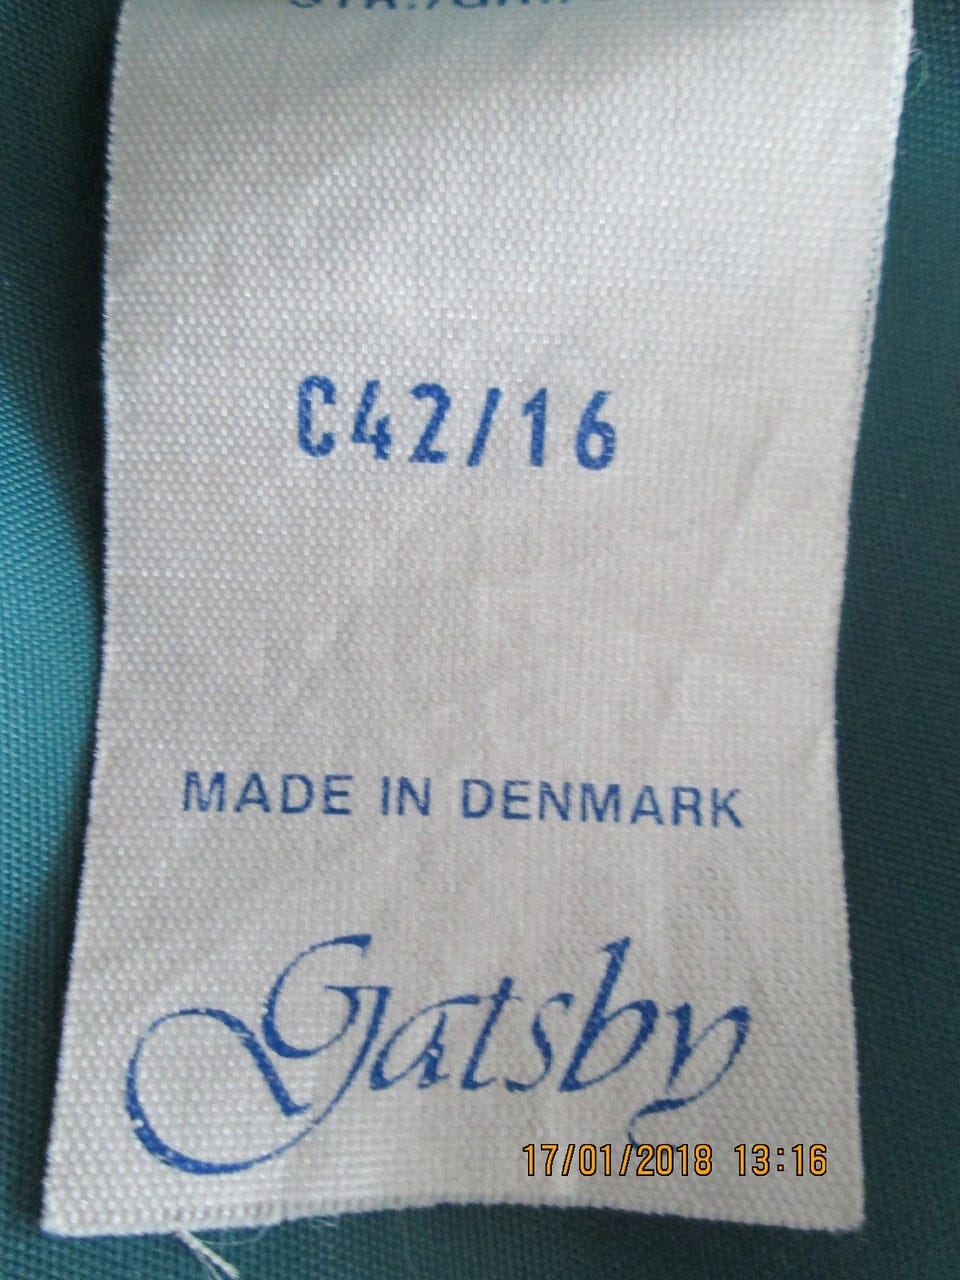 C42/16
MADE IN DENMARK
Gatsby
17/01/2018 13:16